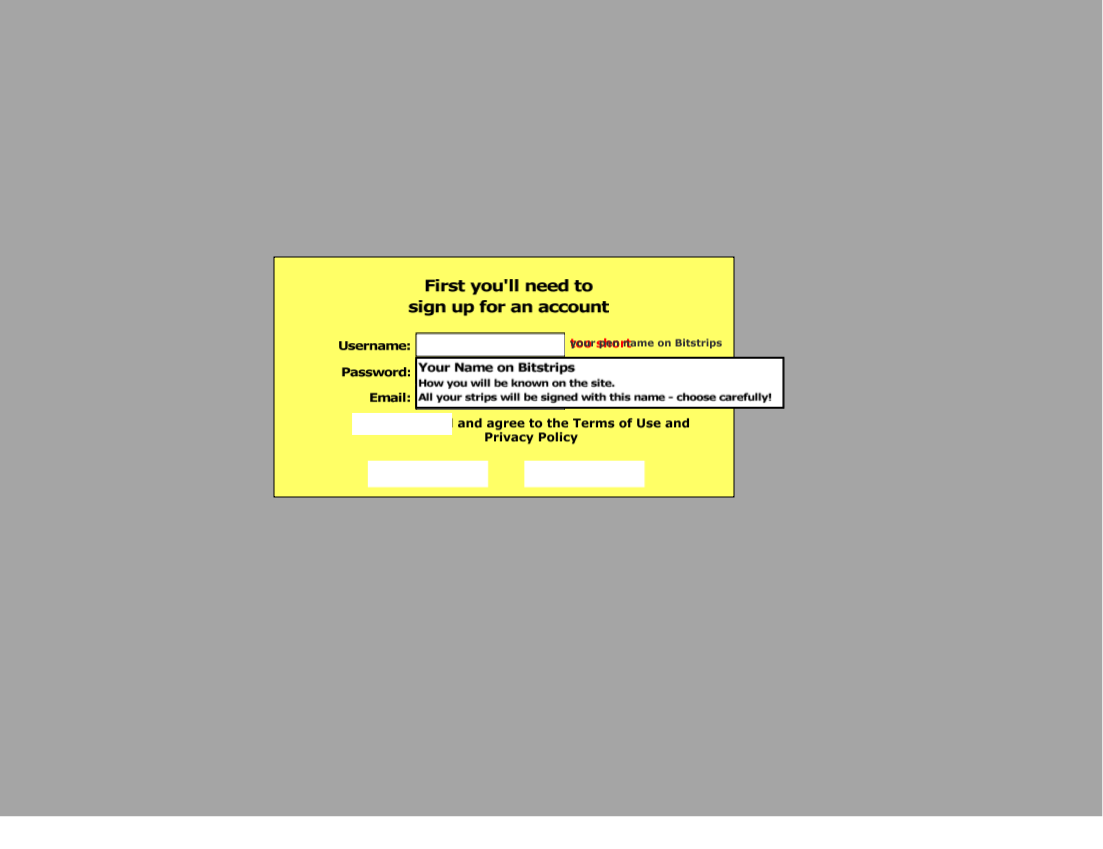 First you'll need to
sign up for an account
Username:
your pen name on Bitstrips
too short
Password:
Your Name on Bitstrips
How you will be known on the site.
Email:
All your strips will be signed with this name - choose carefully!
and agree to the Terms of Use and
Privacy Policy